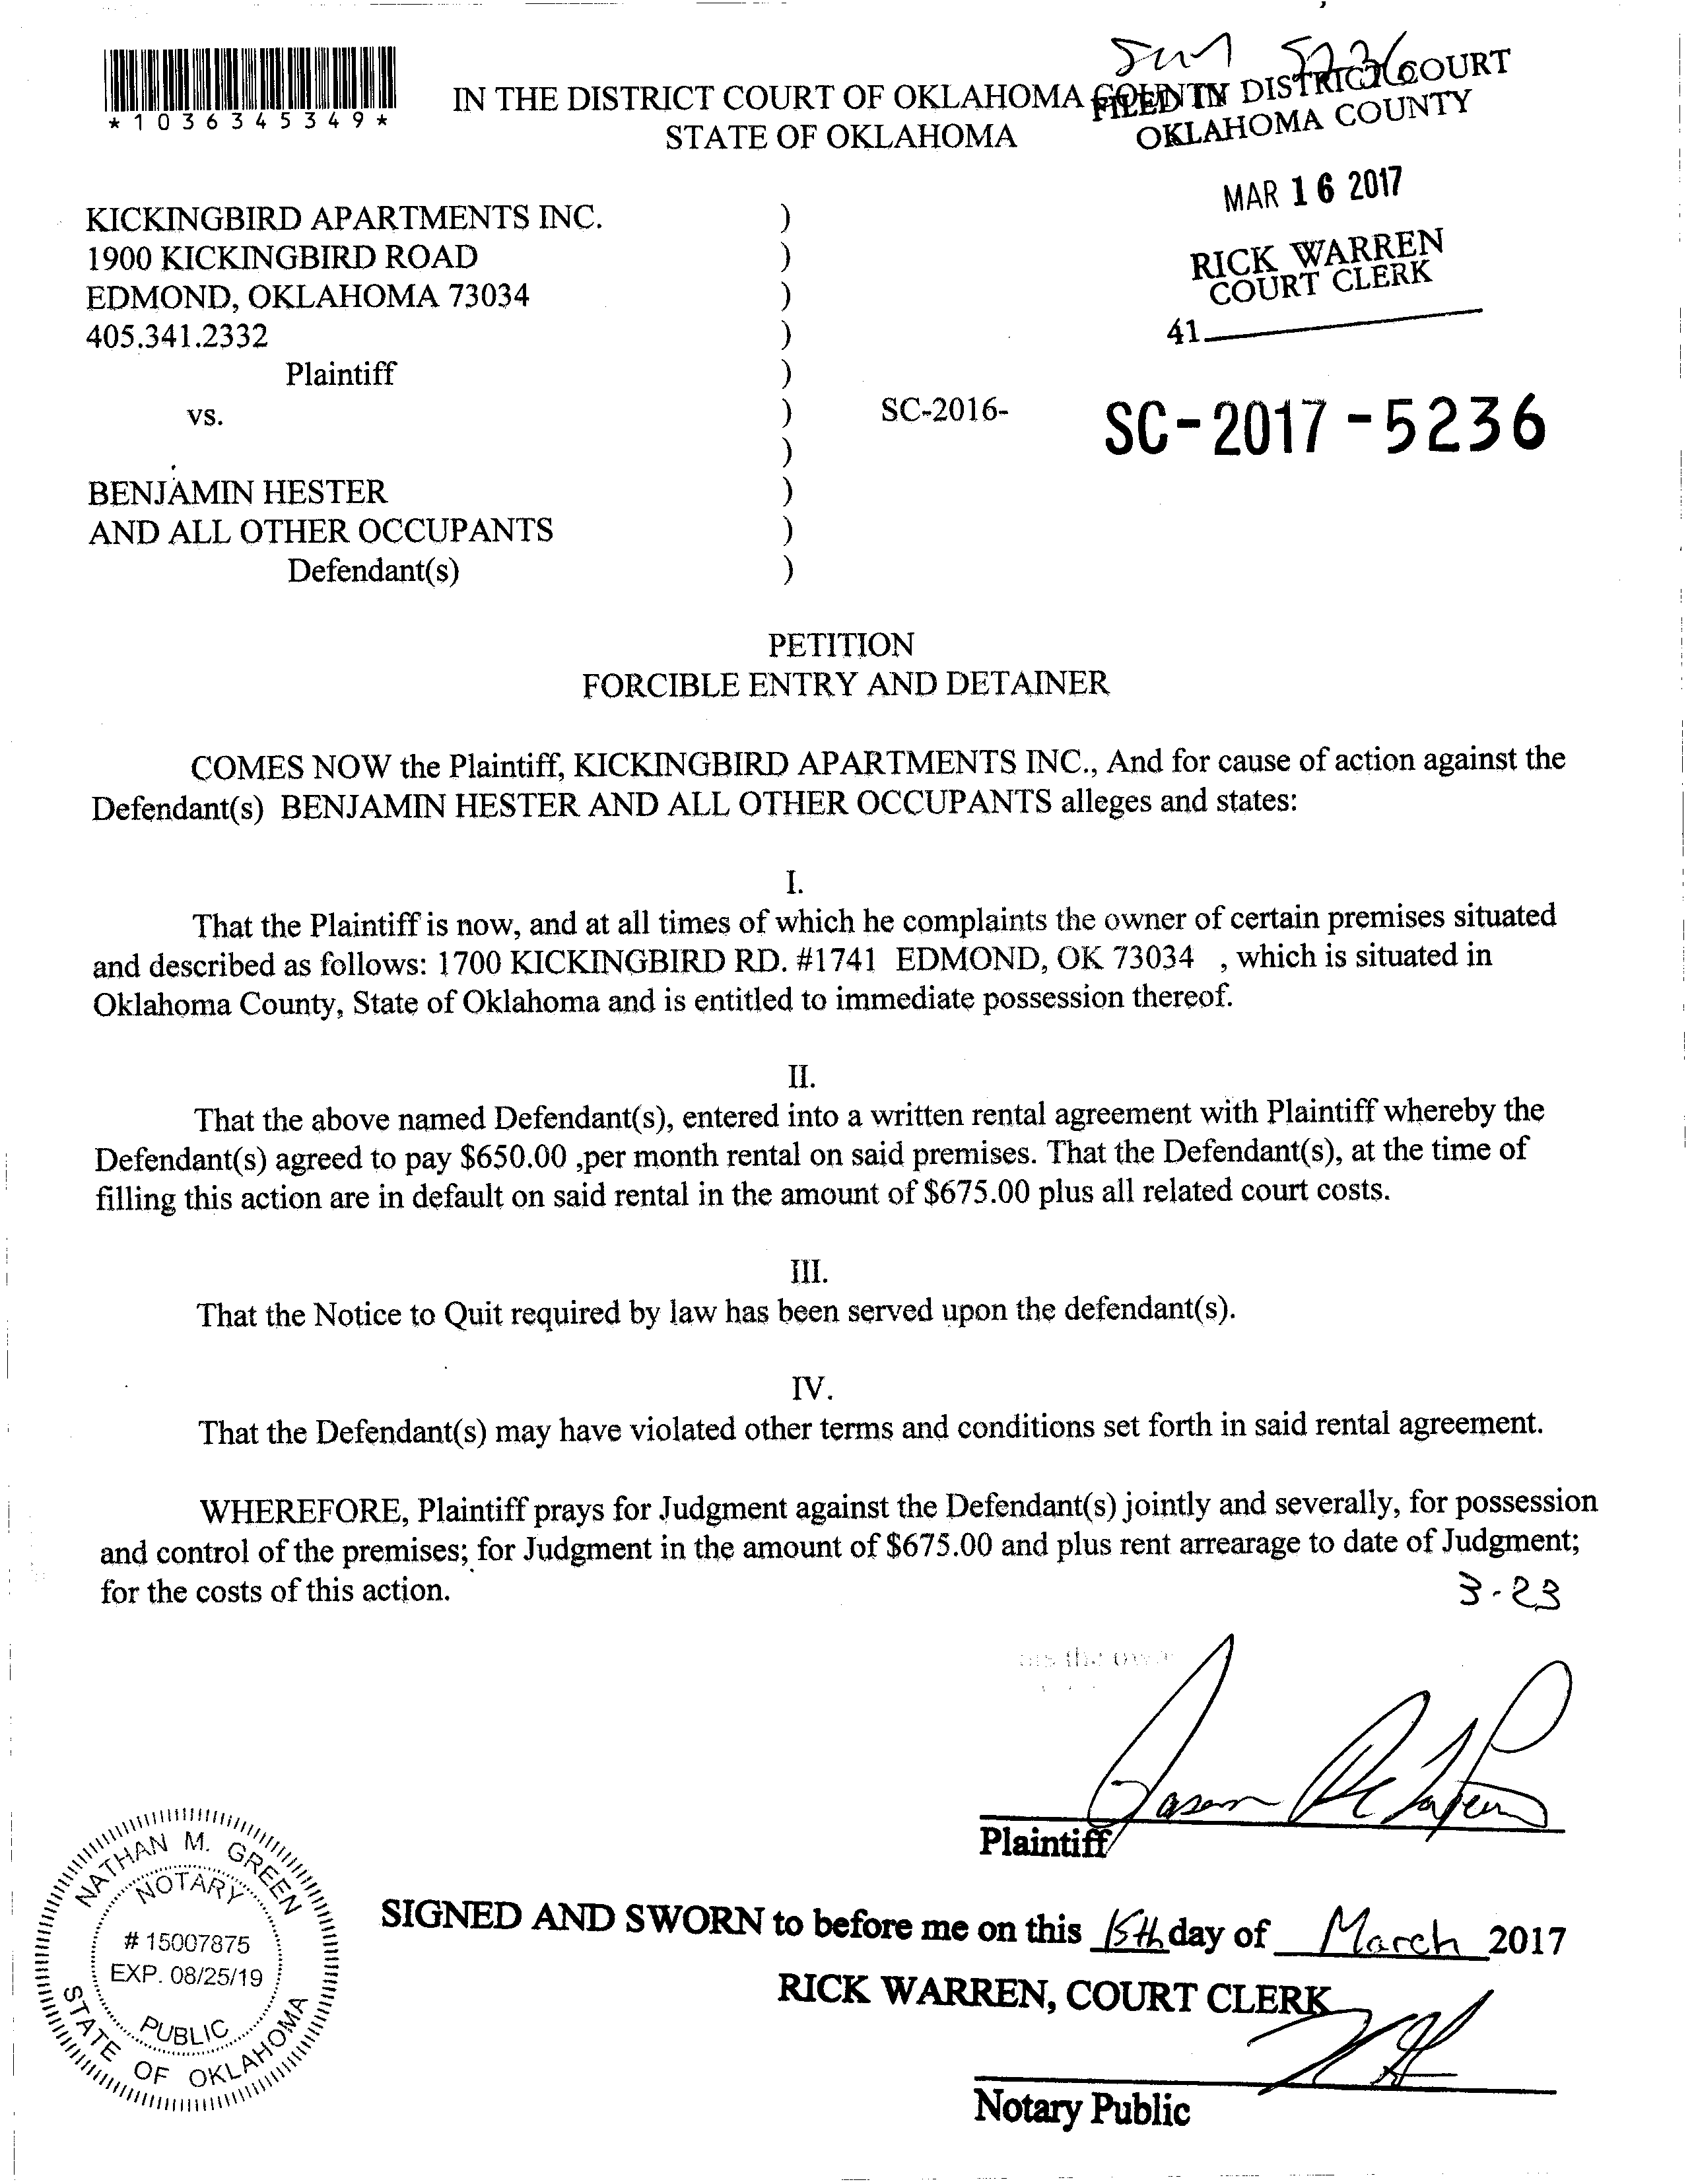 *1036345349*
5236
IN THE DISTRICT COURT OF OKLAHOMA COUNTY
STATE OF OKLAHOMA
FILED IN DISTRICT COURT
OKLAHOMA COUNTY
MAR 16 2017
RICK WARREN
COURT CLERK
41
KICKINGBIRD APARTMENTS INC. )
1900 KICKINGBIRD ROAD )
EDMOND, OKLAHOMA 73034 )
405.341.2332 )
Plaintiff )
vs. ) SC-2016- SC-2017-5236
)
BENJAMIN HESTER )
AND ALL OTHER OCCUPANTS )
Defendant(s) )
PETITION
FORCIBLE ENTRY AND DETAINER
COMES NOW the Plaintiff, KICKINGBIRD APARTMENTS INC., And for cause of action against the
Defendant(s) BENJAMIN HESTER AND ALL OTHER OCCUPANTS alleges and states:
I.
That the Plaintiff is now, and at all times of which he complaints the owner of certain premises situated
and described as follows: 1700 KICKINGBIRD RD. #1741 EDMOND, OK 73034 , which is situated in
Oklahoma County, State of Oklahoma and is entitled to immediate possession thereof.
II.
That the above named Defendant(s), entered into a written rental agreement with Plaintiff whereby the
Defendant(s) agreed to pay $650.00 ,per month rental on said premises. That the Defendant(s), at the time of
filling this action are in default on said rental in the amount of $675.00 plus all related court costs.
III.
That the Notice to Quit required by law has been served upon the defendant(s).
IV.
That the Defendant(s) may have violated other terms and conditions set forth in said rental agreement.
WHEREFORE, Plaintiff prays for Judgment against the Defendant(s) jointly and severally, for possession
and control of the premises; for Judgment in the amount of $675.00 and plus rent arrearage to date of Judgment;
for the costs of this action.
3-23
Jason
Plaintiff
SIGNED AND SWORN to before me on this 15th day of March 2017
RICK WARREN, COURT CLERK
Notary Public
NATHAN M. GREEN
NOTARY
# 15007875
EXP. 08/25/19
PUBLIC
STATE OF OKLAHOMA